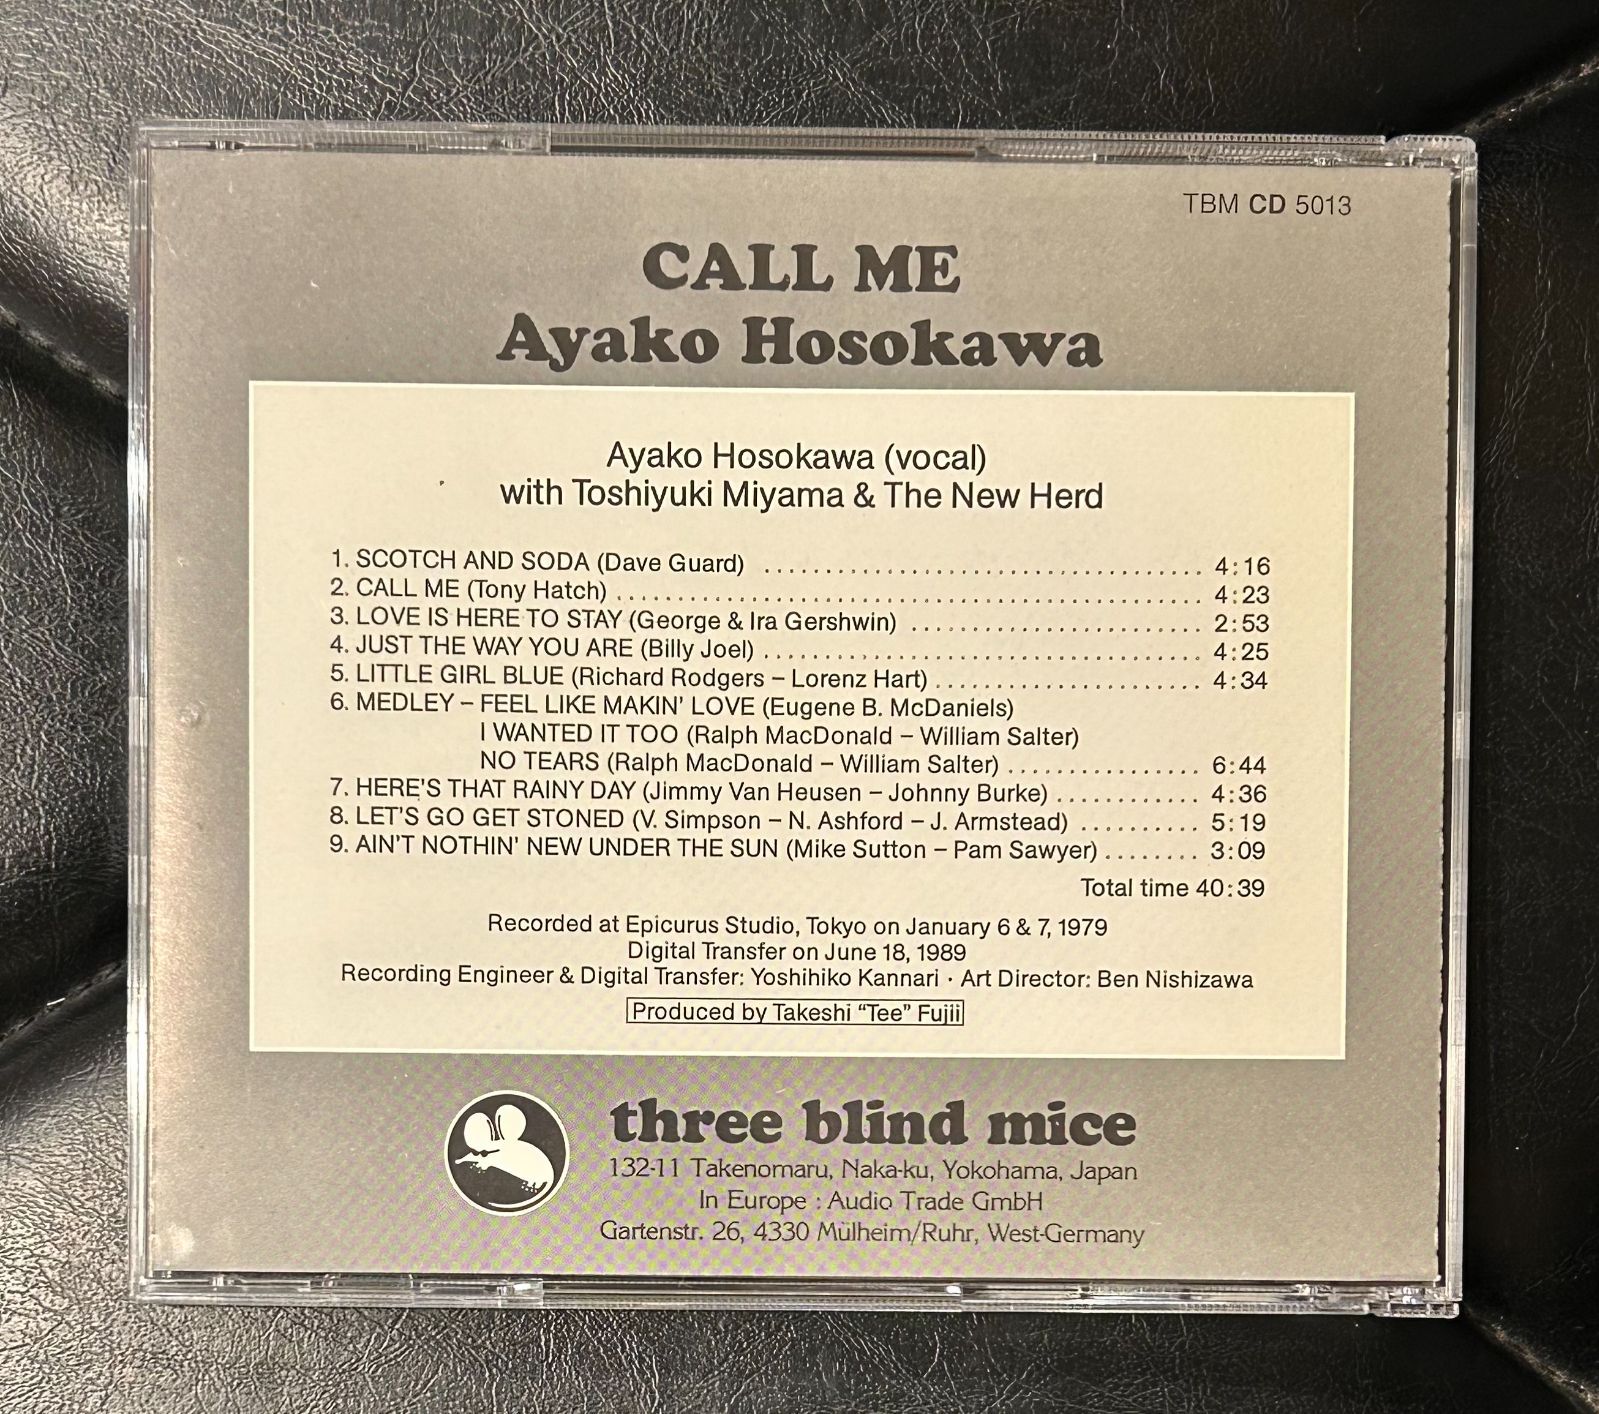 TBM CD 5013
CALL ME
Ayako Hosokawa
Ayako Hosokawa (vocal)
with Toshiyuki Miyama & The New Herd
1. SCOTCH AND SODA (Dave Guard) .................................... 4:16
2. CALL ME (Tony Hatch) ................................................ 4:23
3. LOVE IS HERE TO STAY (George & Ira Gershwin) ........................ 2:53
4. JUST THE WAY YOU ARE (Billy Joel) .................................... 4:25
5. LITTLE GIRL BLUE (Richard Rodgers – Lorenz Hart) ...................... 4:34
6. MEDLEY – FEEL LIKE MAKIN' LOVE (Eugene B. McDaniels)
I WANTED IT TOO (Ralph MacDonald – William Salter)
NO TEARS (Ralph MacDonald – William Salter) ................ 6:44
7. HERE'S THAT RAINY DAY (Jimmy Van Heusen – Johnny Burke) ............ 4:36
8. LET'S GO GET STONED (V. Simpson – N. Ashford – J. Armstead) .......... 5:19
9. AIN'T NOTHIN' NEW UNDER THE SUN (Mike Sutton – Pam Sawyer) ........ 3:09
Total time 40:39
Recorded at Epicurus Studio, Tokyo on January 6 & 7, 1979
Digital Transfer on June 18, 1989
Recording Engineer & Digital Transfer: Yoshihiko Kannari · Art Director: Ben Nishizawa
Produced by Takeshi “Tee” Fujii
three blind mice
132-11 Takenomaru, Naka-ku, Yokohama, Japan
In Europe : Audio Trade GmbH
Gartenstr. 26, 4330 Mülheim/Ruhr, West-Germany